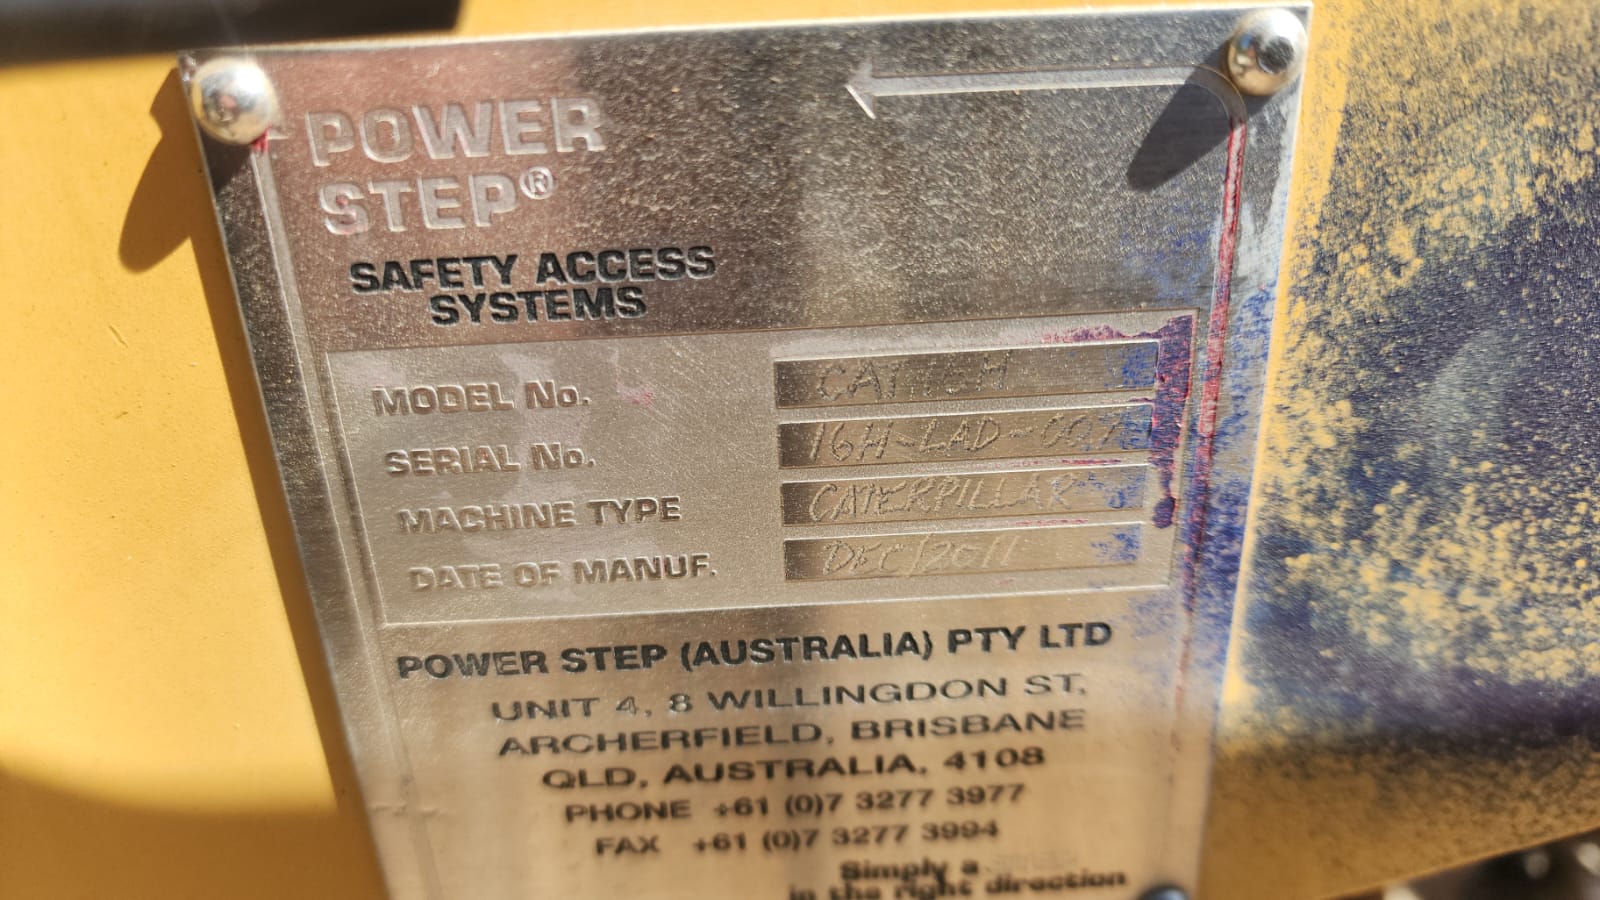 POWER
STEP®
SAFETY ACCESS
SYSTEMS
MODEL No. CAT16H
SERIAL No. 16H-LAD-007
MACHINE TYPE CATERPILLAR
DATE OF MANUF. DEC/2011
POWER STEP (AUSTRALIA) PTY LTD
UNIT 4, 8 WILLINGDON ST,
ARCHERFIELD, BRISBANE
QLD, AUSTRALIA, 4108
PHONE +61 (0)7 3277 3977
FAX +61 (0)7 3277 3994
Simply a
in the right direction